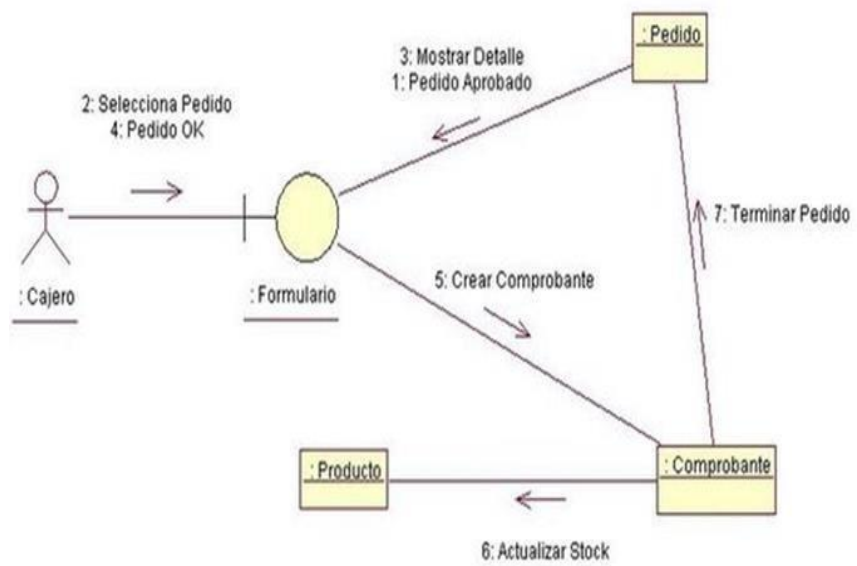 : Pedido
3: Mostrar Detalle
1: Pedido Aprobado
2: Selecciona Pedido
4: Pedido OK
7: Terminar Pedido
5: Crear Comprobante
: Cajero
: Formulario
: Producto
: Comprobante
6: Actualizar Stock